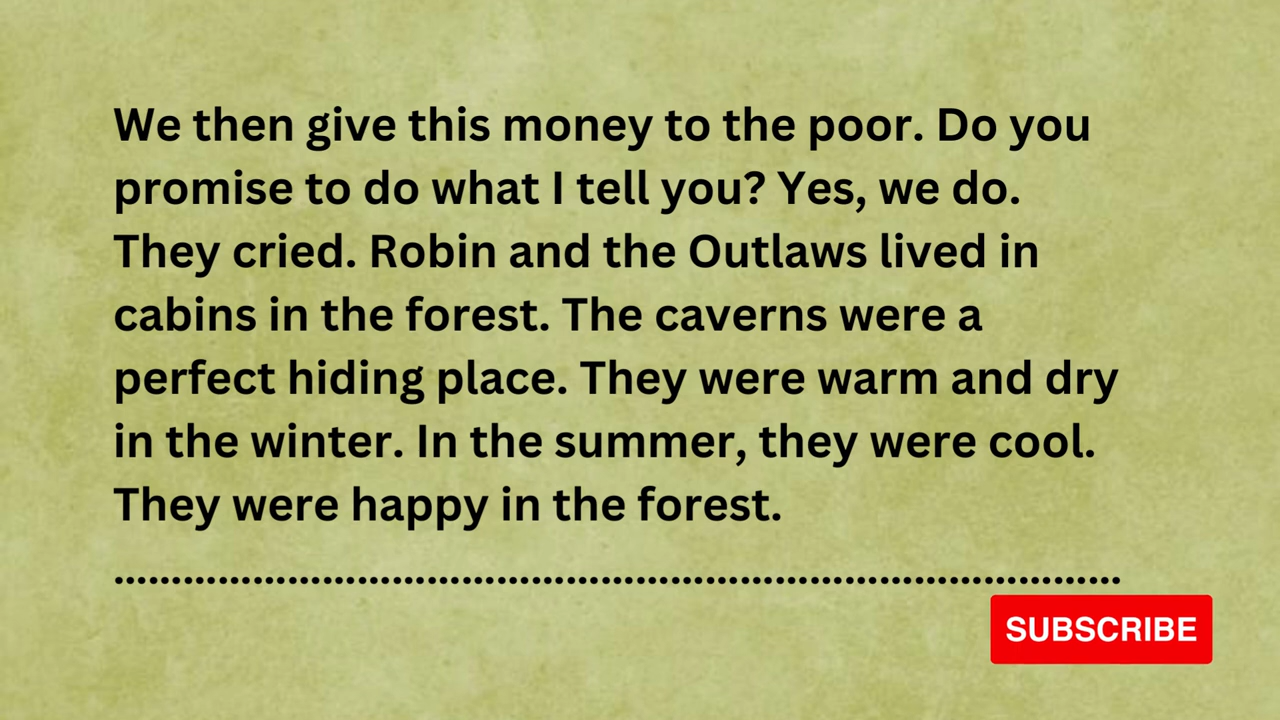 We then give this money to the poor. Do you
promise to do what I tell you? Yes, we do.
They cried. Robin and the Outlaws lived in
cabins in the forest. The caverns were a
perfect hiding place. They were warm and dry
in the winter. In the summer, they were cool.
They were happy in the forest.
.......................................................................................
SUBSCRIBE